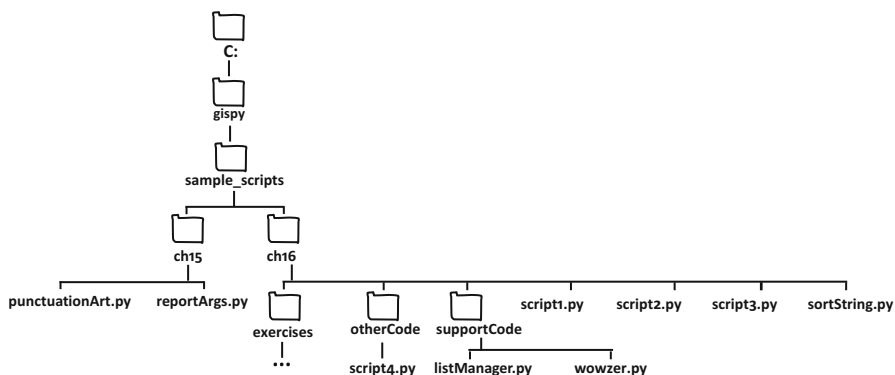 C:
gispy
sample_scripts
ch15 ch16
punctuationArt.py reportArgs.py script1.py script2.py script3.py sortString.py
exercises otherCode supportCode
... script4.py listManager.py wowzer.py